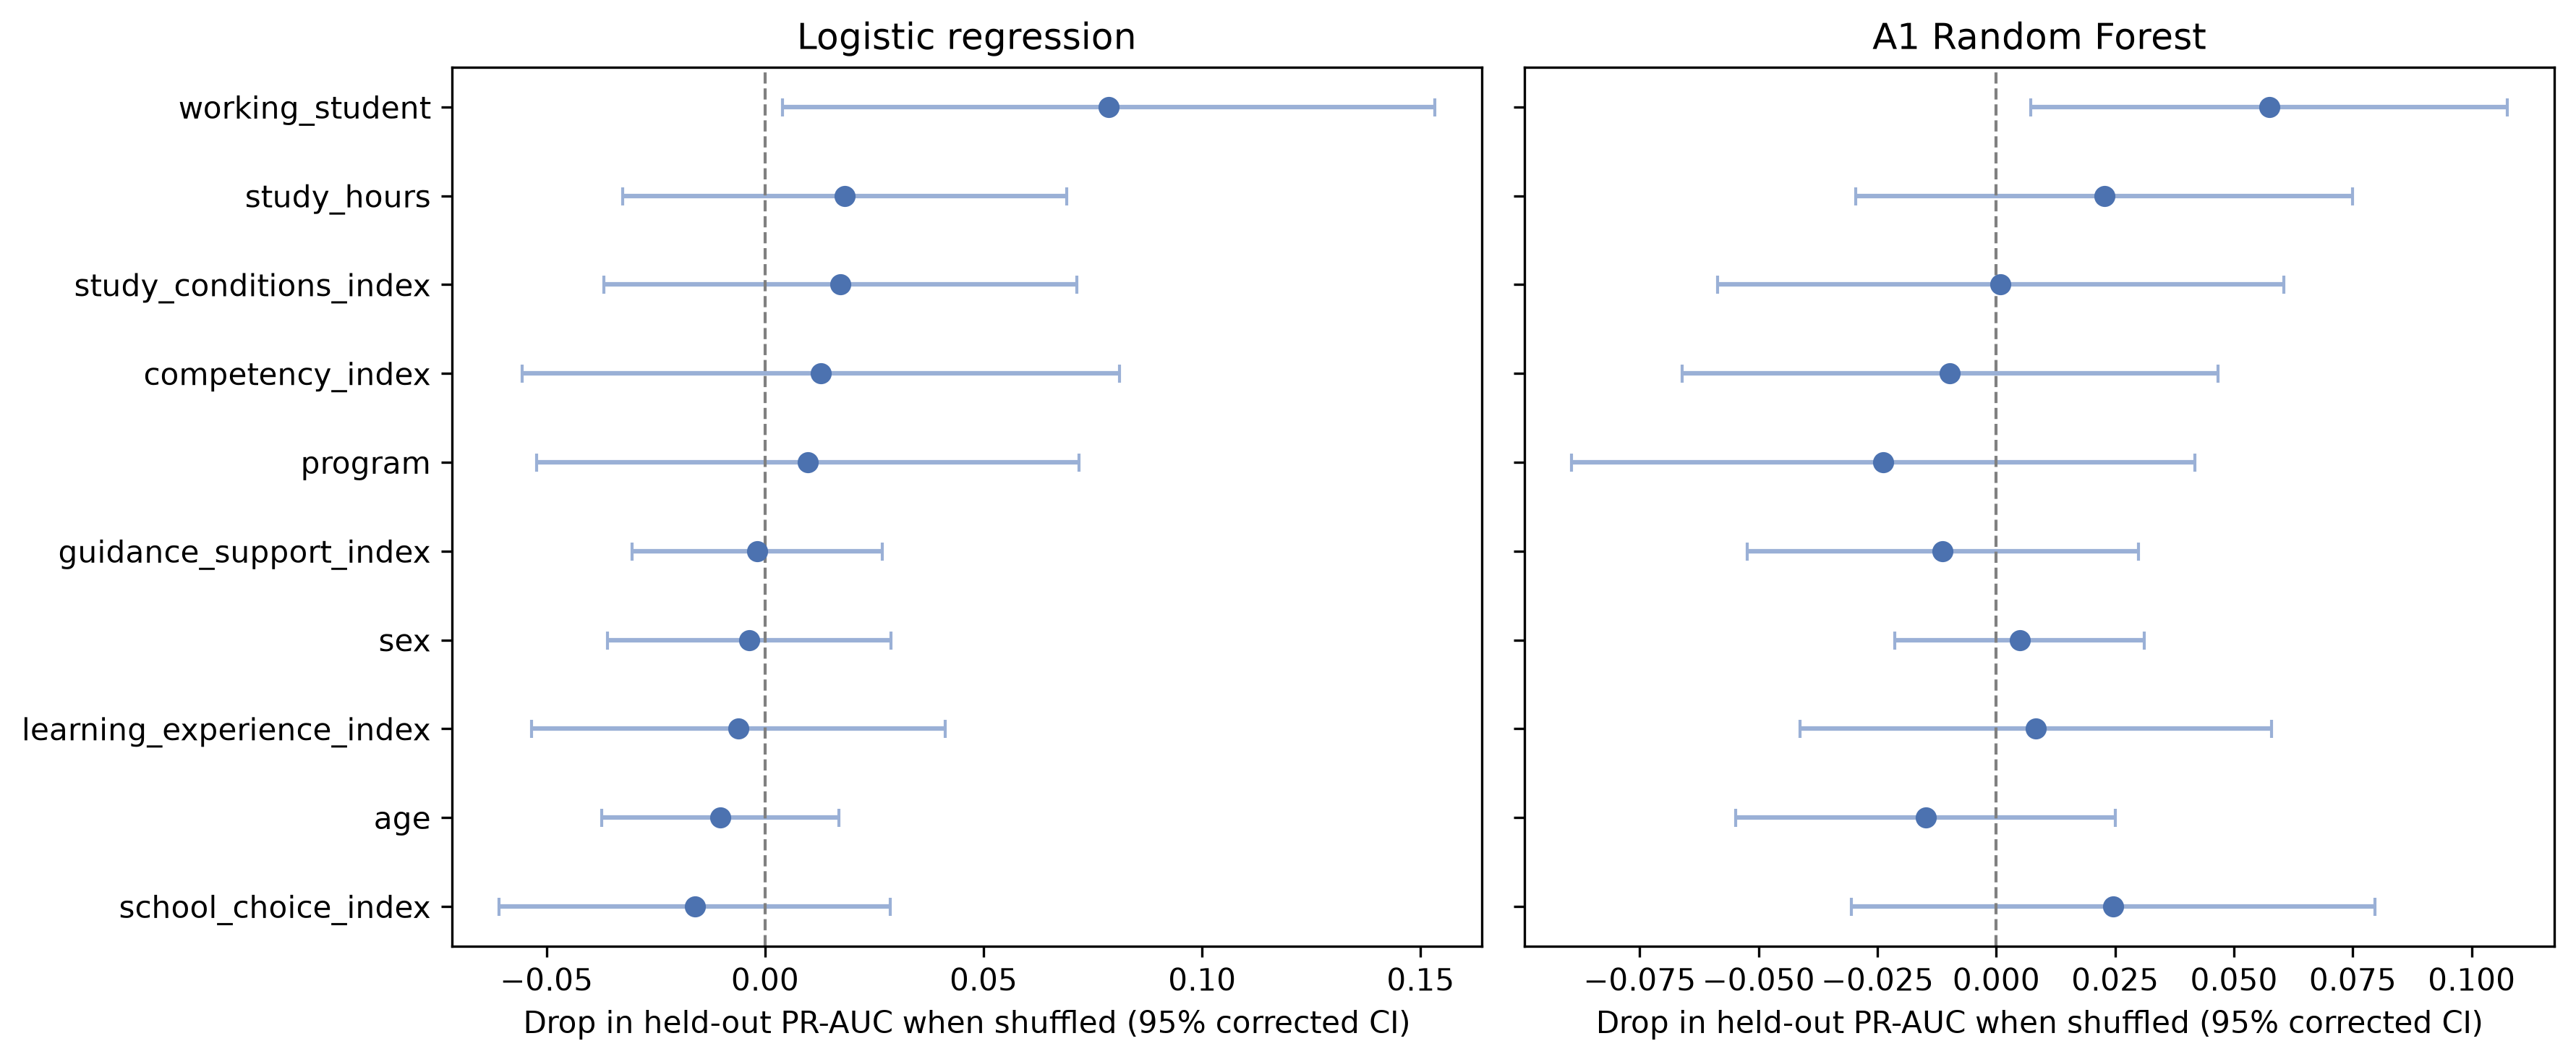 Logistic regression
A1 Random Forest
working_student
study_hours
study_conditions_index
competency_index
program
guidance_support_index
sex
learning_experience_index
age
school_choice_index
−0.05 0.00 0.05 0.10 0.15
−0.075 −0.050 −0.025 0.000 0.025 0.050 0.075 0.100
Drop in held-out PR-AUC when shuffled (95% corrected CI)
Drop in held-out PR-AUC when shuffled (95% corrected CI)